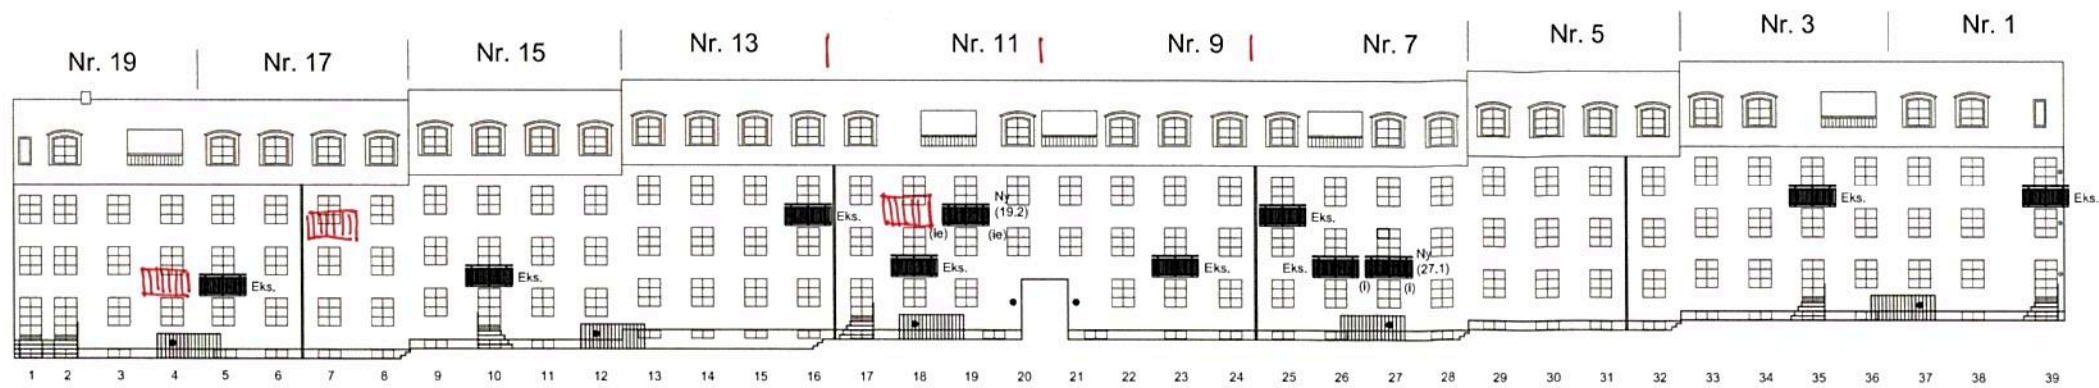 Nr. 19 Nr. 17 Nr. 15 Nr. 13 Nr. 11 Nr. 9 Nr. 7 Nr. 5 Nr. 3 Nr. 1
Eks. Ny Eks. Eks. Eks.
(19.2)
(ie) (ie)
Eks. Eks. Eks. Eks. Eks. Ny
(27.1)
(i) (i)
1 2 3 4 5 6 7 8 9 10 11 12 13 14 15 16 17 18 19 20 21 22 23 24 25 26 27 28 29 30 31 32 33 34 35 36 37 38 39